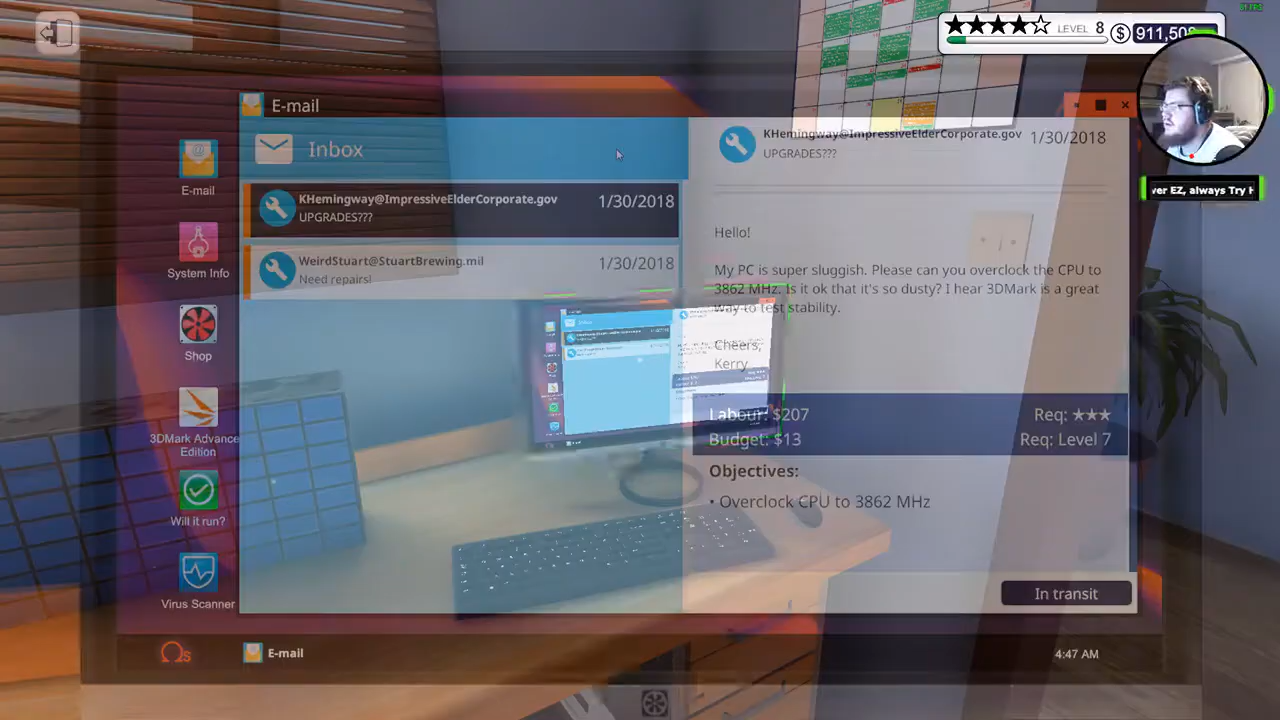 LEVEL 8
$ 911,50
E-mail
Inbox
KHemingway@ImpressiveElderCorporate.gov 1/30/2018
UPGRADES???
WeirdStuart@StuartBrewing.mil 1/30/2018
Need repairs!
KHemingway@ImpressiveElderCorporate.gov 1/30/2018
UPGRADES???
Hello!
My PC is super sluggish. Please can you overclock the CPU to
3862 MHz. Is it ok that it's so dusty? I hear 3DMark is a great
way to test stability.
Cheers,
Kerry
Labour: $207 Req: ★★★
Budget: $13 Req: Level 7
Objectives:
• Overclock CPU to 3862 MHz
In transit
E-mail
System Info
Shop
3DMark Advance
Edition
Will it run?
Virus Scanner
ver EZ, always Try H
Ωs E-mail 4:47 AM